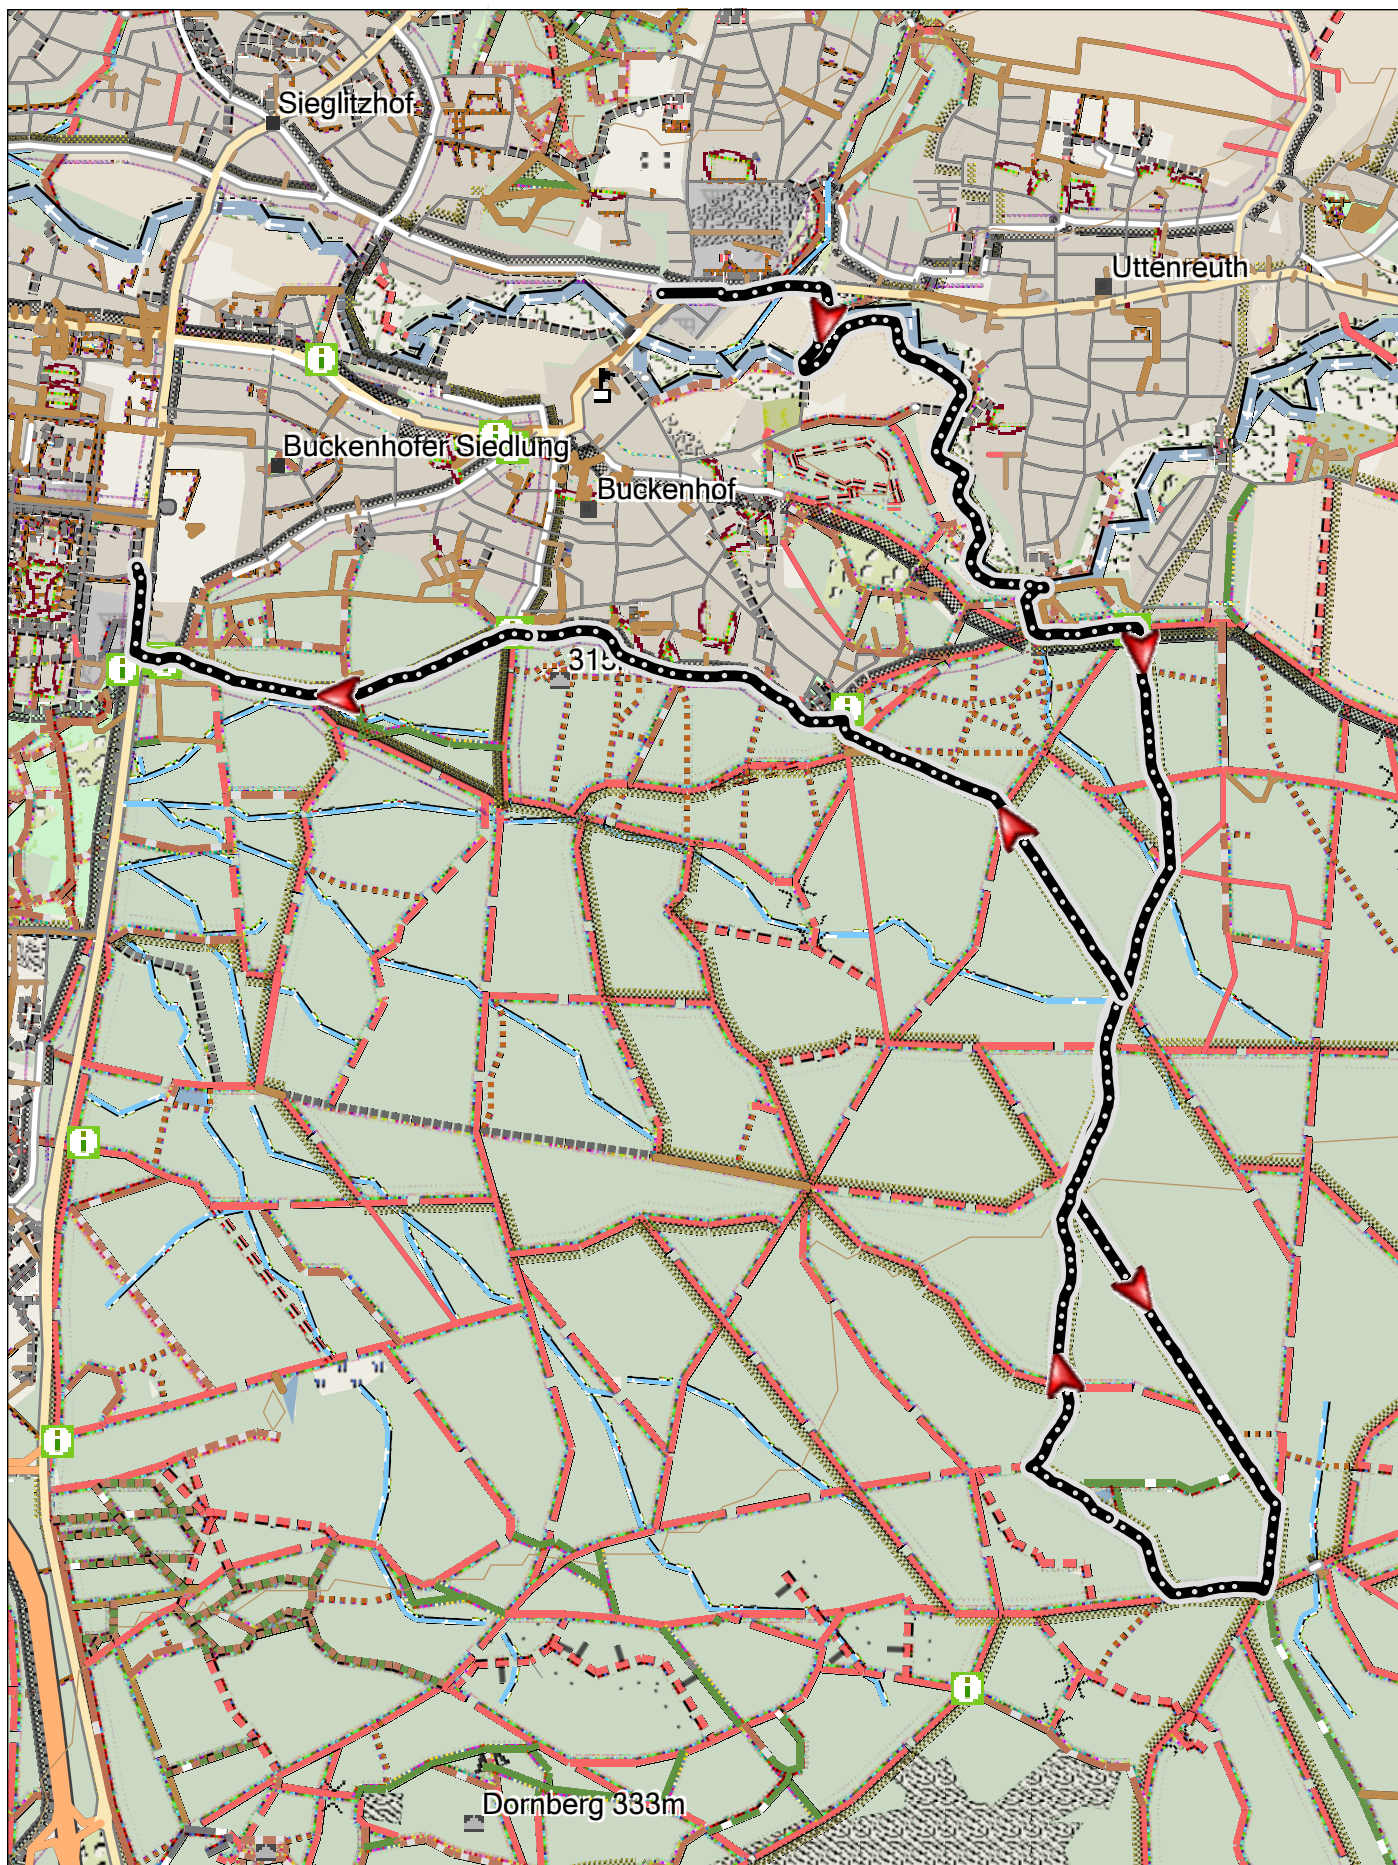 Sieglitzhof
Uttenreuth
Buckenhofer Siedlung
Buckenhof
Dornberg 333m